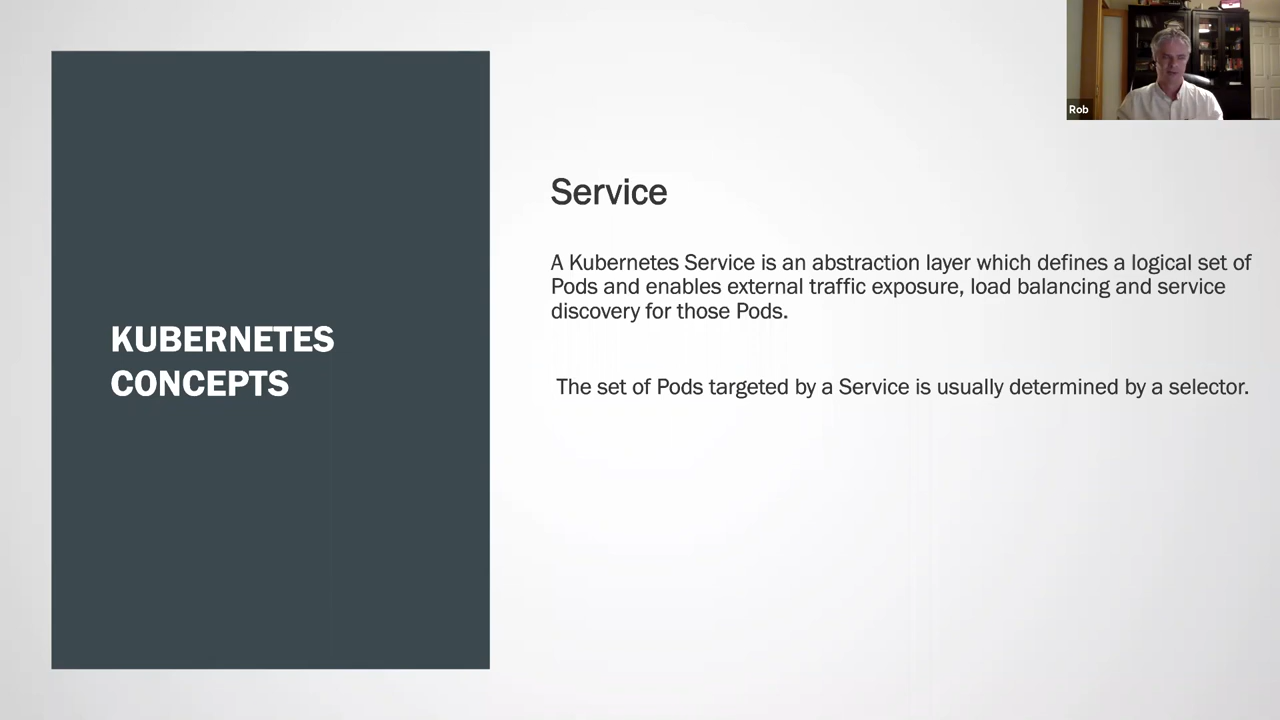 KUBERNETES
CONCEPTS
Service
A Kubernetes Service is an abstraction layer which defines a logical set of
Pods and enables external traffic exposure, load balancing and service
discovery for those Pods.
The set of Pods targeted by a Service is usually determined by a selector.
Rob